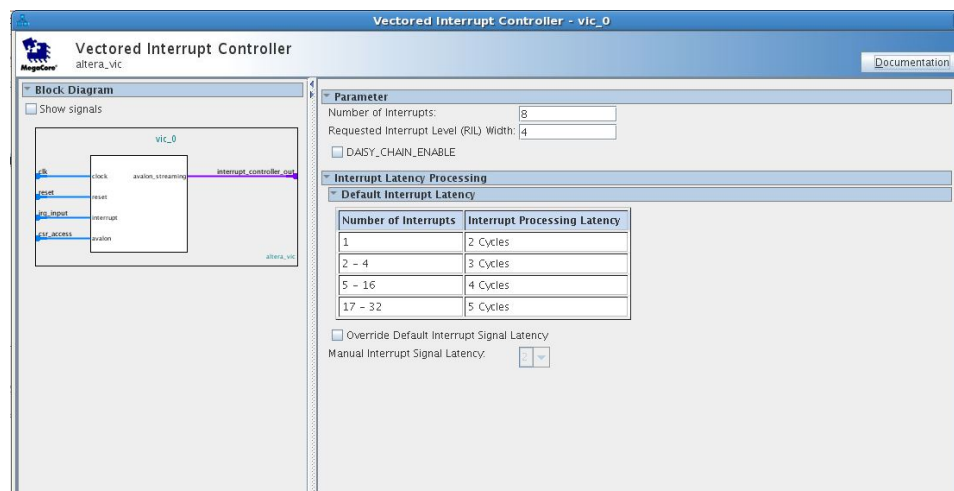 Vectored Interrupt Controller - vic_0
Vectored Interrupt Controller
altera_vic
MegaCore®
Documentation
Block Diagram
Show signals
vic_0
clk
clock
avalon_streaming
interrupt_controller_out
reset
reset
irq_input
interrupt
csr_access
avalon
altera_vic
Parameter
Number of Interrupts: 8
Requested Interrupt Level (RIL) Width: 4
DAISY_CHAIN_ENABLE
Interrupt Latency Processing
Default Interrupt Latency
Number of Interrupts Interrupt Processing Latency
1 2 Cycles
2 - 4 3 Cycles
5 - 16 4 Cycles
17 - 32 5 Cycles
Override Default Interrupt Signal Latency
Manual Interrupt Signal Latency: 2